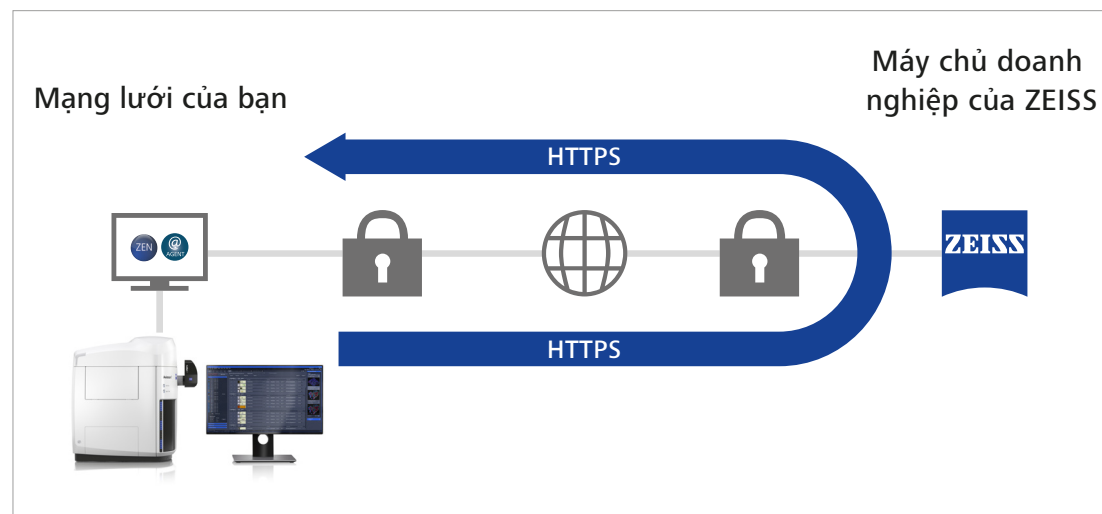 Mạng lưới của bạn
Máy chủ doanh
nghiệp của ZEISS
HTTPS
ZEN
@
AGENT
ZEISS
HTTPS